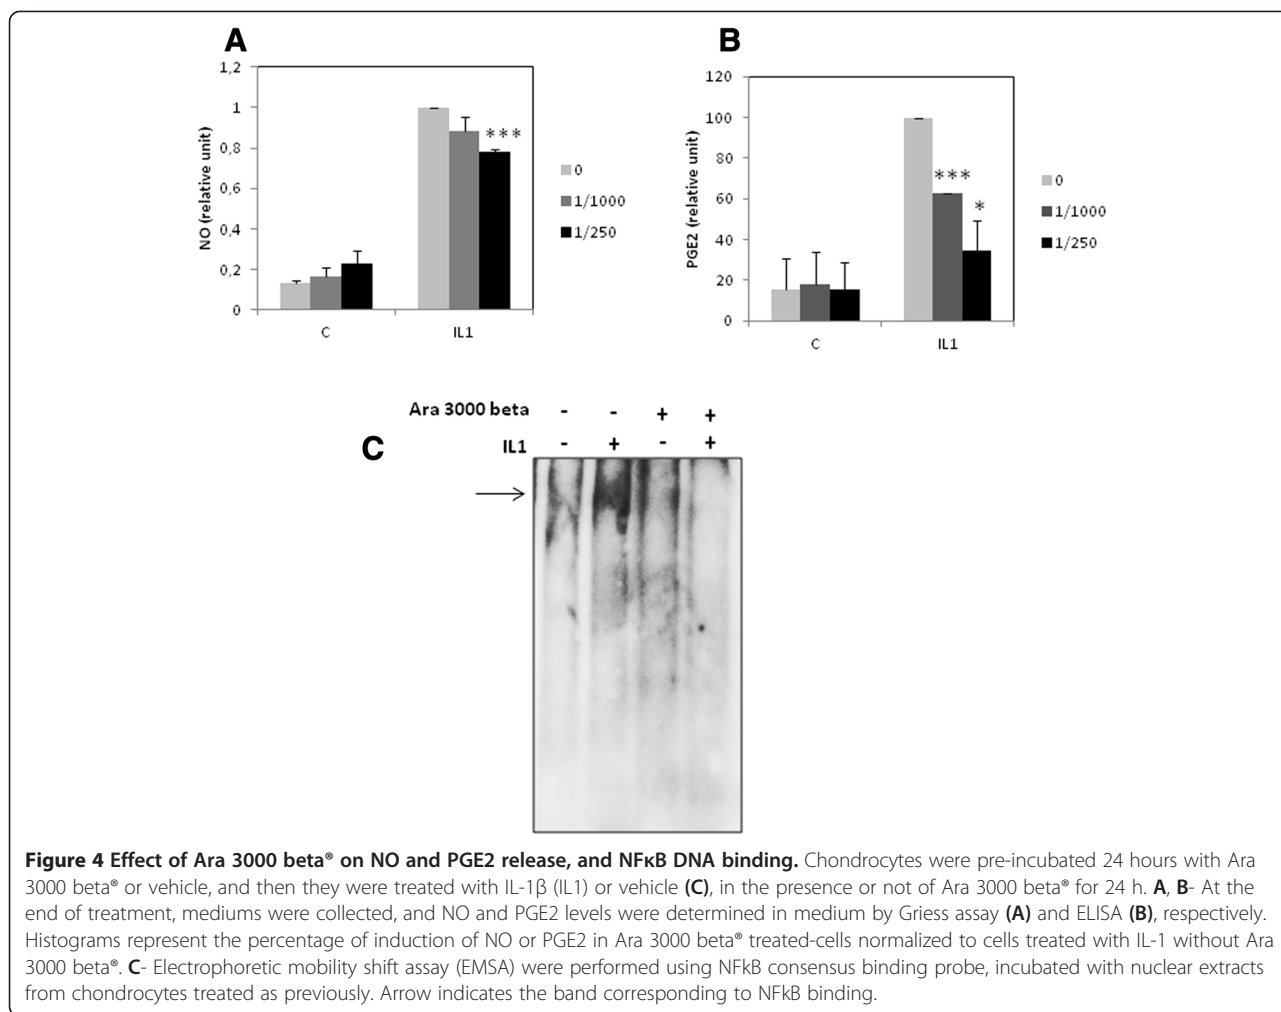 A
NO (relative unit)
1,2
1
0,8
0,6
0,4
0,2
0
***
C
IL1
0
1/1000
1/250
B
PGE2 (relative unit)
120
100
80
60
40
20
0
***
*
C
IL1
0
1/1000
1/250
C
Ara 3000 beta - - + +
IL1 - + - +
Figure 4 Effect of Ara 3000 beta® on NO and PGE2 release, and NFκB DNA binding. Chondrocytes were pre-incubated 24 hours with Ara
3000 beta® or vehicle, and then they were treated with IL-1β (IL1) or vehicle (C), in the presence or not of Ara 3000 beta® for 24 h. A, B- At the
end of treatment, mediums were collected, and NO and PGE2 levels were determined in medium by Griess assay (A) and ELISA (B), respectively.
Histograms represent the percentage of induction of NO or PGE2 in Ara 3000 beta® treated-cells normalized to cells treated with IL-1 without Ara
3000 beta®. C- Electrophoretic mobility shift assay (EMSA) were performed using NFkB consensus binding probe, incubated with nuclear extracts
from chondrocytes treated as previously. Arrow indicates the band corresponding to NFkB binding.